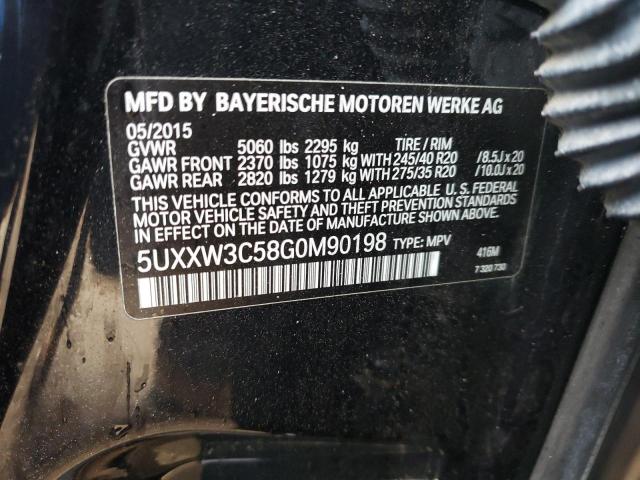 MFD BY BAYERISCHE MOTOREN WERKE AG
05/2015
GVWR 5060 lbs 2295 kg TIRE / RIM
GAWR FRONT 2370 lbs 1075 kg WITH 245/40 R20 /8.5J x 20
GAWR REAR 2820 lbs 1279 kg WITH 275/35 R20 /10.0J x 20
THIS VEHICLE CONFORMS TO ALL APPLICABLE U. S. FEDERAL
MOTOR VEHICLE SAFETY AND THEFT PREVENTION STANDARDS
IN EFFECT ON THE DATE OF MANUFACTURE SHOWN ABOVE.
5UXXW3C58G0M90198 TYPE: MPV 416M
7 320 730